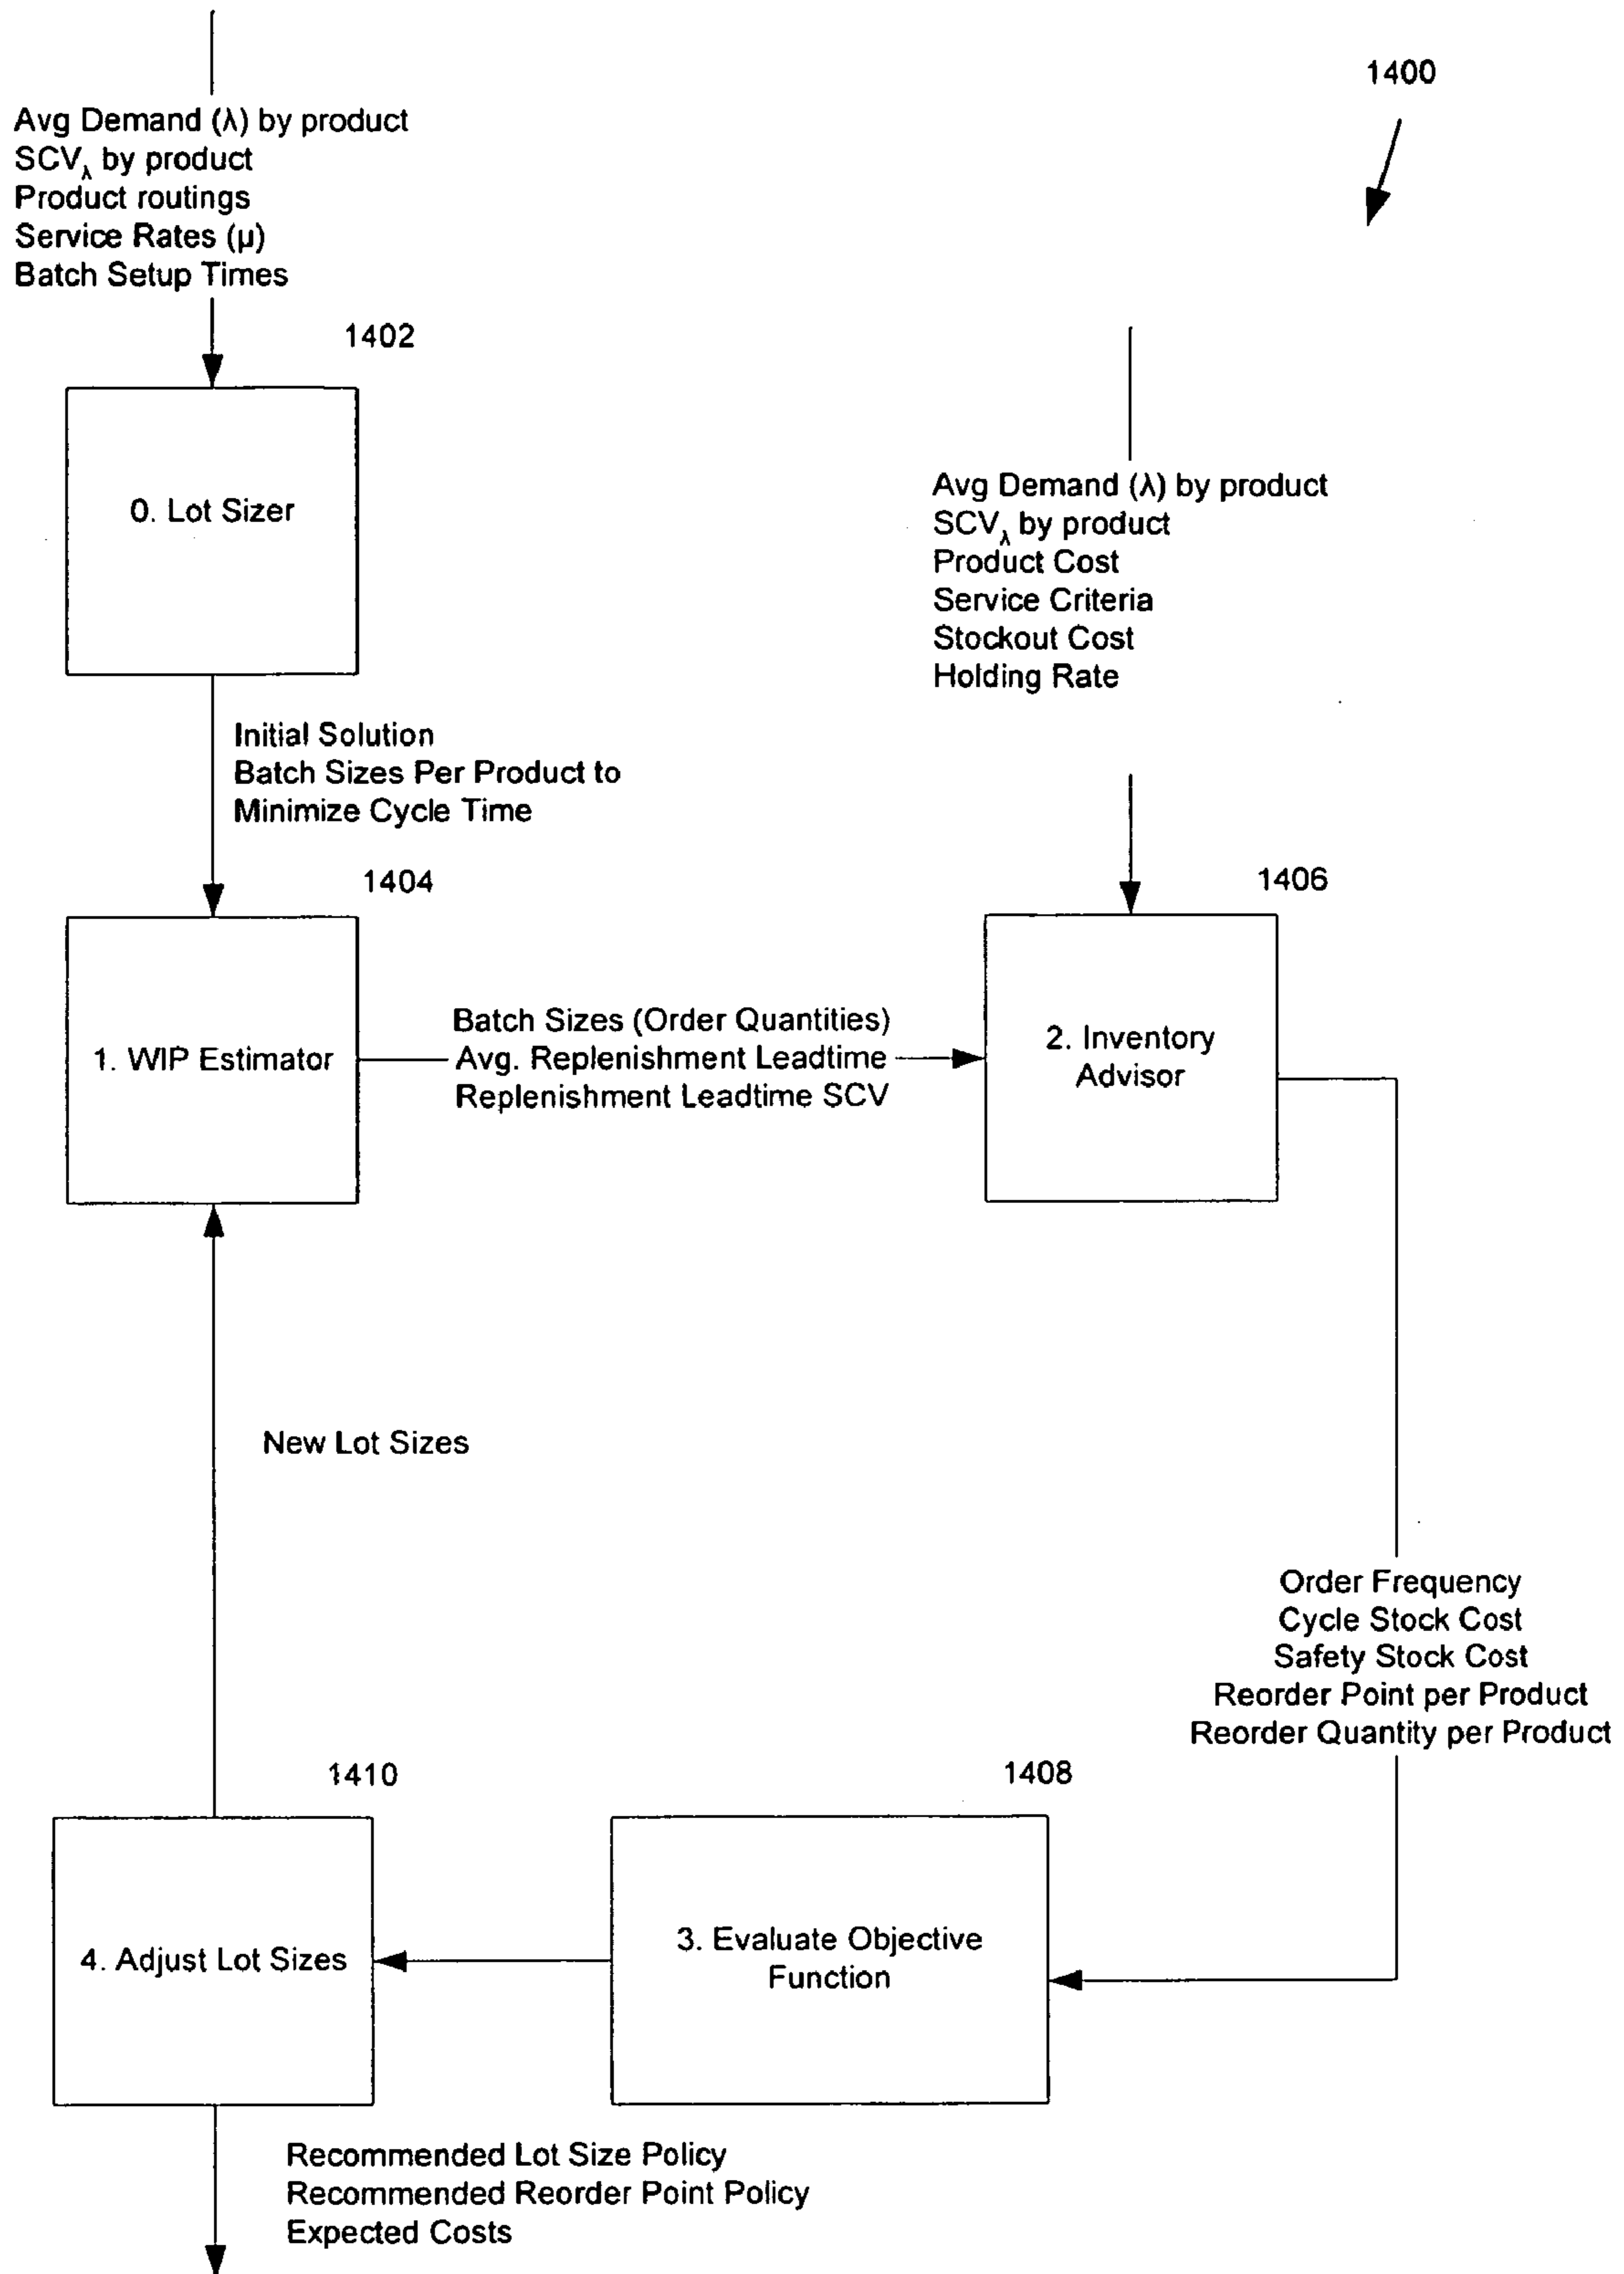 1400
Avg Demand (λ) by product
SCVλ by product
Product routings
Service Rates (μ)
Batch Setup Times
1402
0. Lot Sizer
Avg Demand (λ) by product
SCVλ by product
Product Cost
Service Criteria
Stockout Cost
Holding Rate
Initial Solution
Batch Sizes Per Product to
Minimize Cycle Time
1404
1406
1. WIP Estimator
Batch Sizes (Order Quantities)
Avg. Replenishment Leadtime
Replenishment Leadtime SCV
2. Inventory
Advisor
New Lot Sizes
Order Frequency
Cycle Stock Cost
Safety Stock Cost
Reorder Point per Product
Reorder Quantity per Product
1410
1408
4. Adjust Lot Sizes
3. Evaluate Objective
Function
Recommended Lot Size Policy
Recommended Reorder Point Policy
Expected Costs